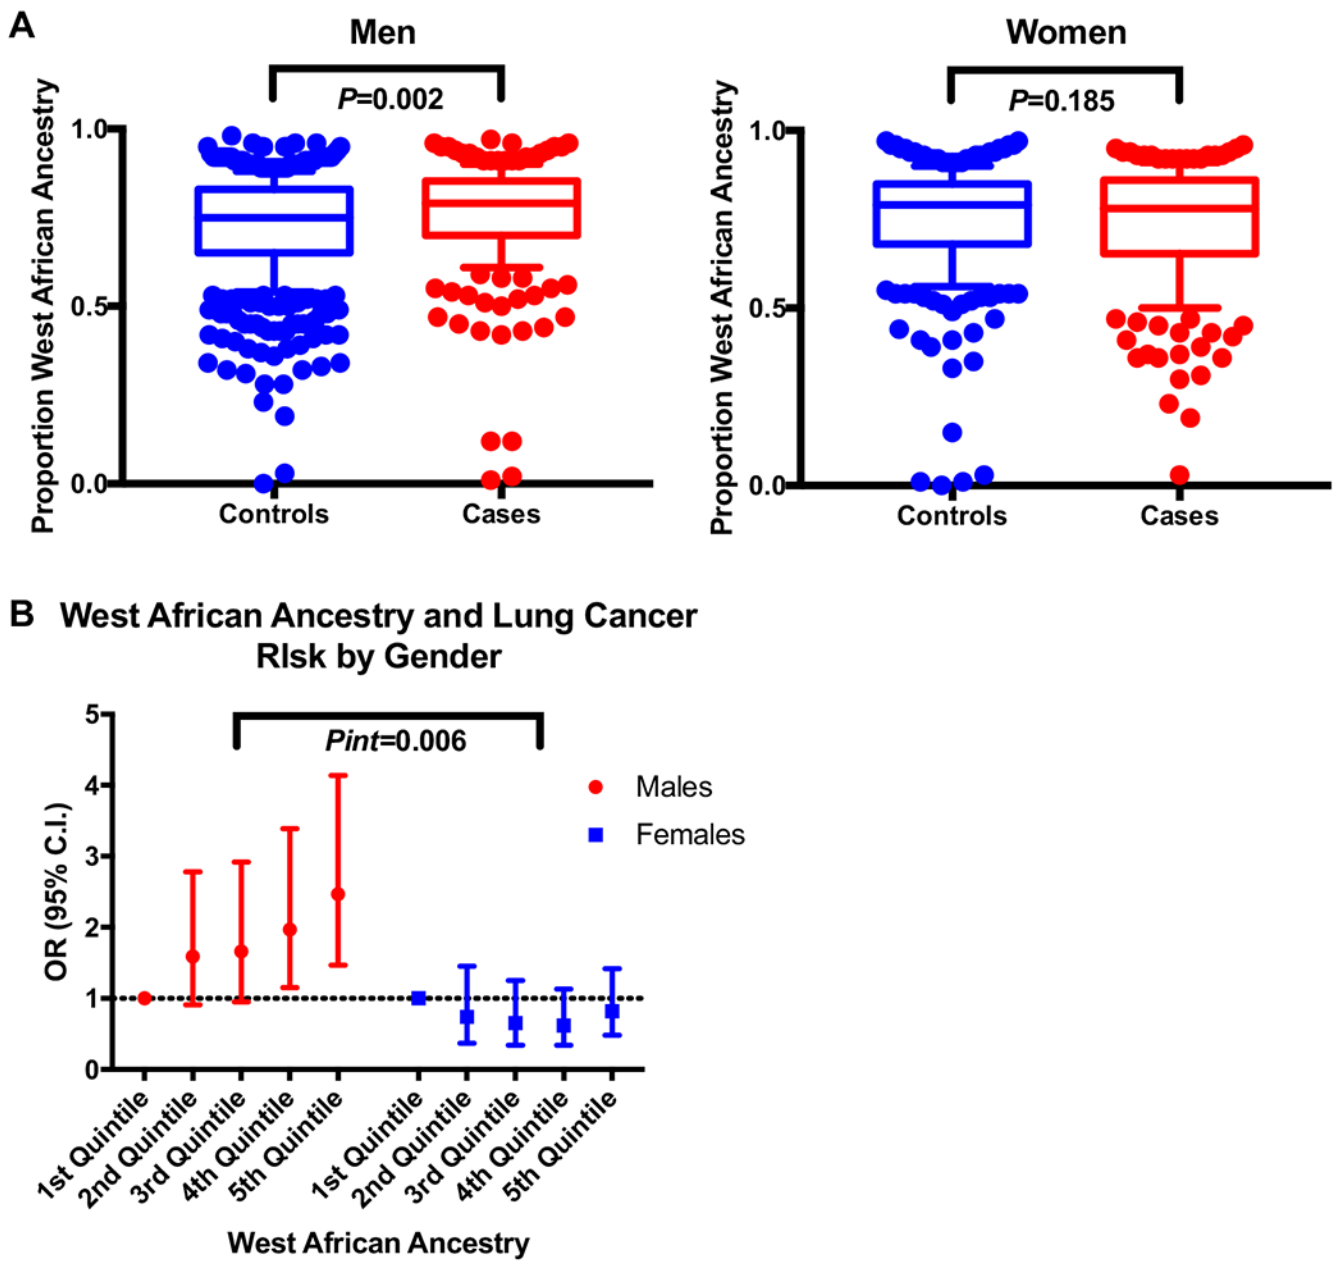 A
Men
Women
P=0.002
P=0.185
Proportion West African Ancestry
1.0
0.5
0.0
Controls
Cases
Proportion West African Ancestry
1.0
0.5
0.0
Controls
Cases
B
West African Ancestry and Lung Cancer
RIsk by Gender
Pint=0.006
OR (95% C.I.)
5
4
3
2
1
0
Males
Females
1st Quintile
2nd Quintile
3rd Quintile
4th Quintile
5th Quintile
1st Quintile
2nd Quintile
3rd Quintile
4th Quintile
5th Quintile
West African Ancestry